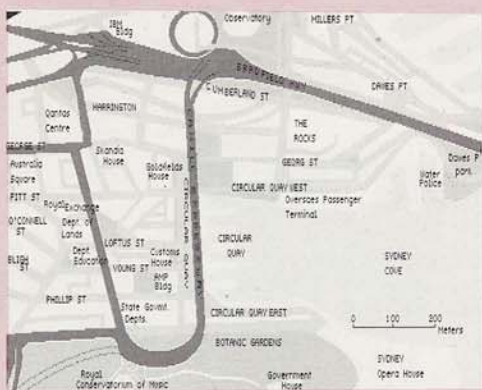 IBM
Bldg
Observatory
MILLERS PT
BRADFIELD HWY
CUMBERLAND ST
DAVES PT
Qantas
Centre
HARRINGTON
THE
ROCKS
GEORGE ST
Skandia
House
Goldfields
House
GEORG ST
Daves P
park.
Australia
Square
Water
Police
PITT ST
CIRCULAR QUAY WEST
Royal Exchange
Overseas Passenger
Terminal
O'CONNELL
ST
Dept. of
Lands
CIRCULAR QUAY
LOFTUS ST
Customs
House
CIRCULAR
QUAY
Dept
Education
BLIGH
ST
YOUNG ST
AMP
Bldg
SYDNEY
COVE
PHILLIP ST
State Govmt.
Depts.
CIRCULAR QUAY EAST
0 100 200
Meters
BOTANIC GARDENS
Royal
Conservatorium of Music
Government
House
SYDNEY
Opera House